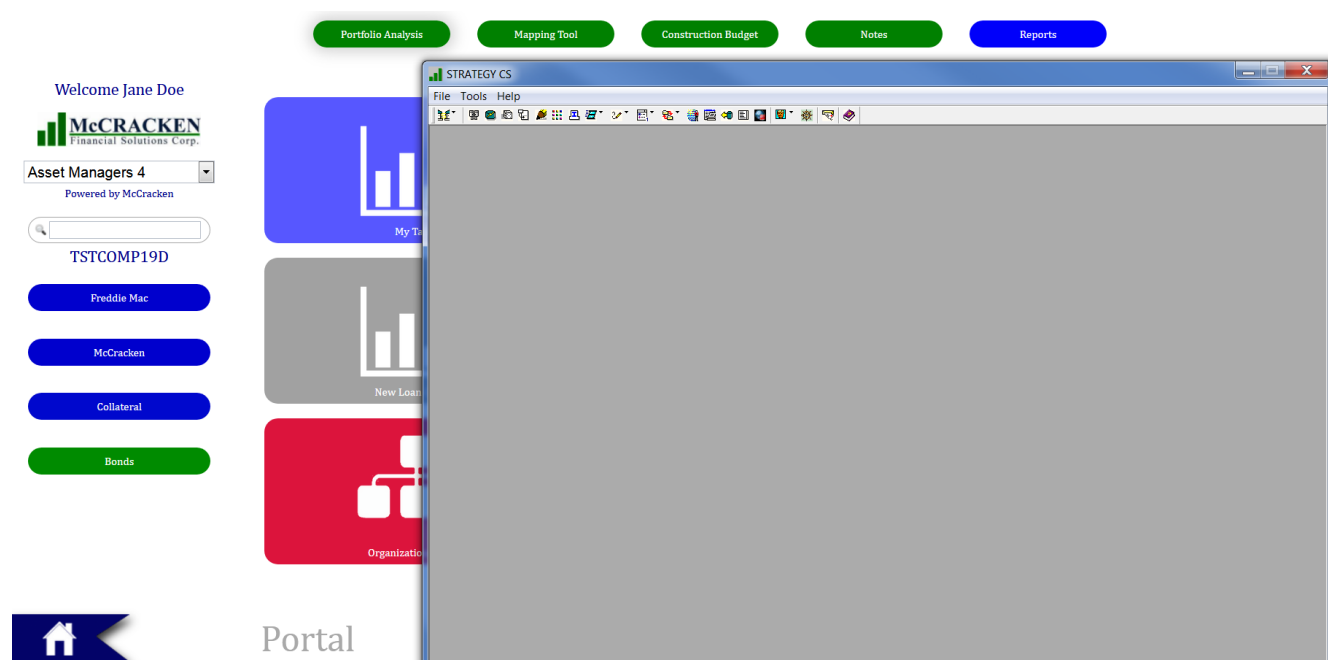 Portfolio Analysis
Mapping Tool
Construction Budget
Notes
Reports
Welcome Jane Doe
McCRACKEN
Financial Solutions Corp.
Asset Managers 4
Powered by McCracken
TSTCOMP19D
Freddie Mac
McCracken
Collateral
Bonds
My Ta
New Loan
Organizatio
Portal
STRATEGY CS
File Tools Help